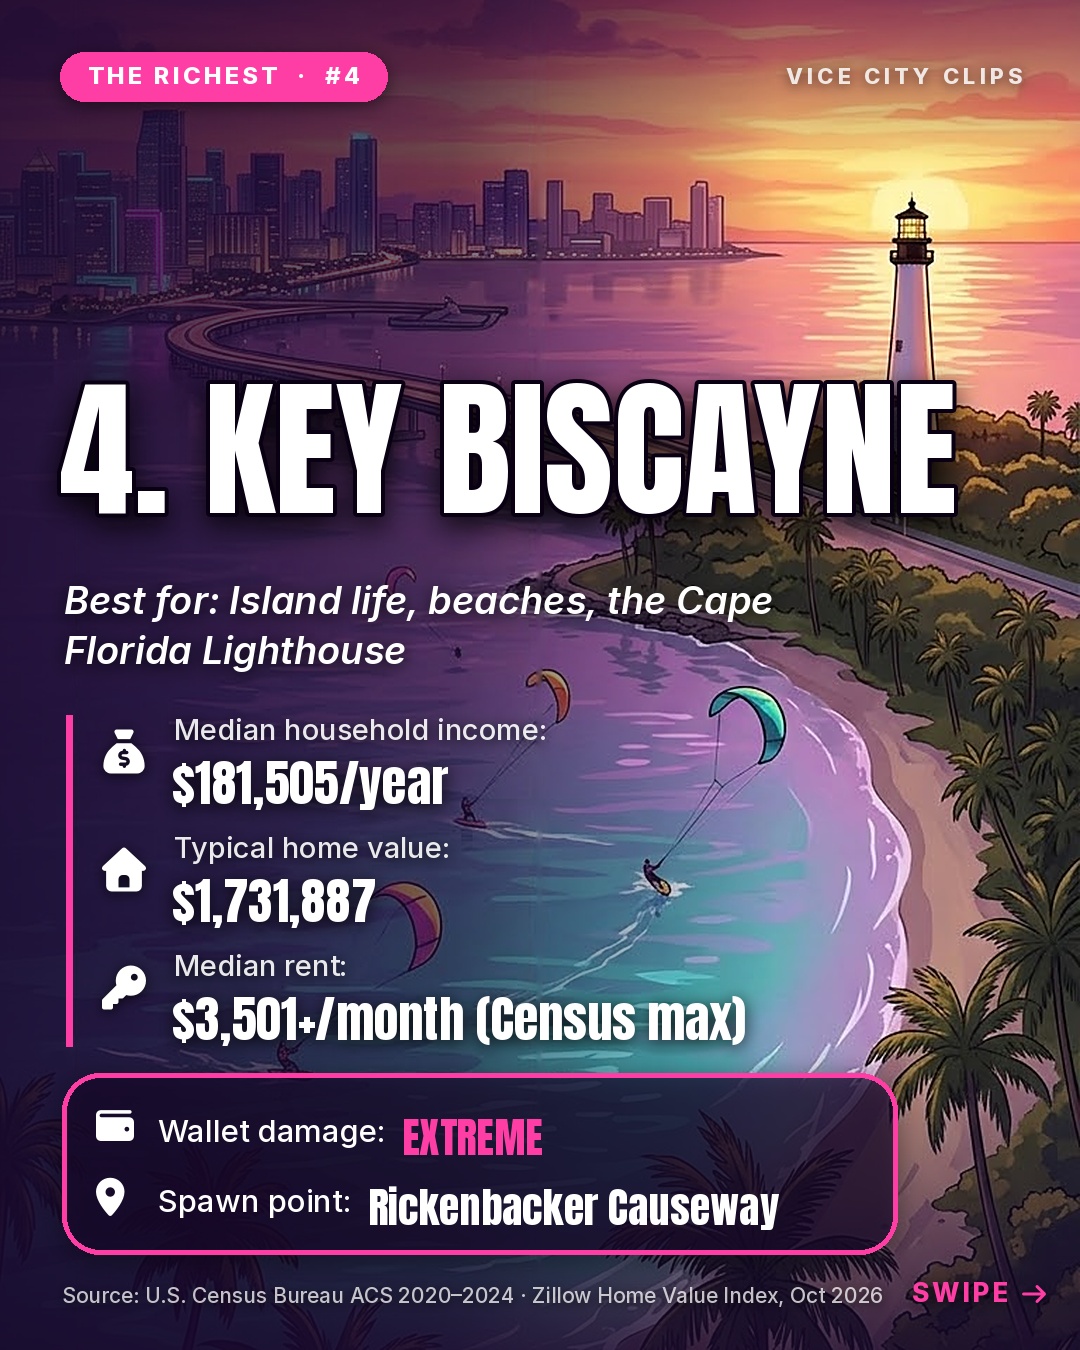 THE RICHEST · #4
VICE CITY CLIPS
4. KEY BISCAYNE
Best for: Island life, beaches, the Cape
Florida Lighthouse
Median household income:
$181,505/year
Typical home value:
$1,731,887
Median rent:
$3,501+/month (Census max)
Wallet damage: EXTREME
Spawn point: Rickenbacker Causeway
Source: U.S. Census Bureau ACS 2020–2024 · Zillow Home Value Index, Oct 2026
SWIPE →